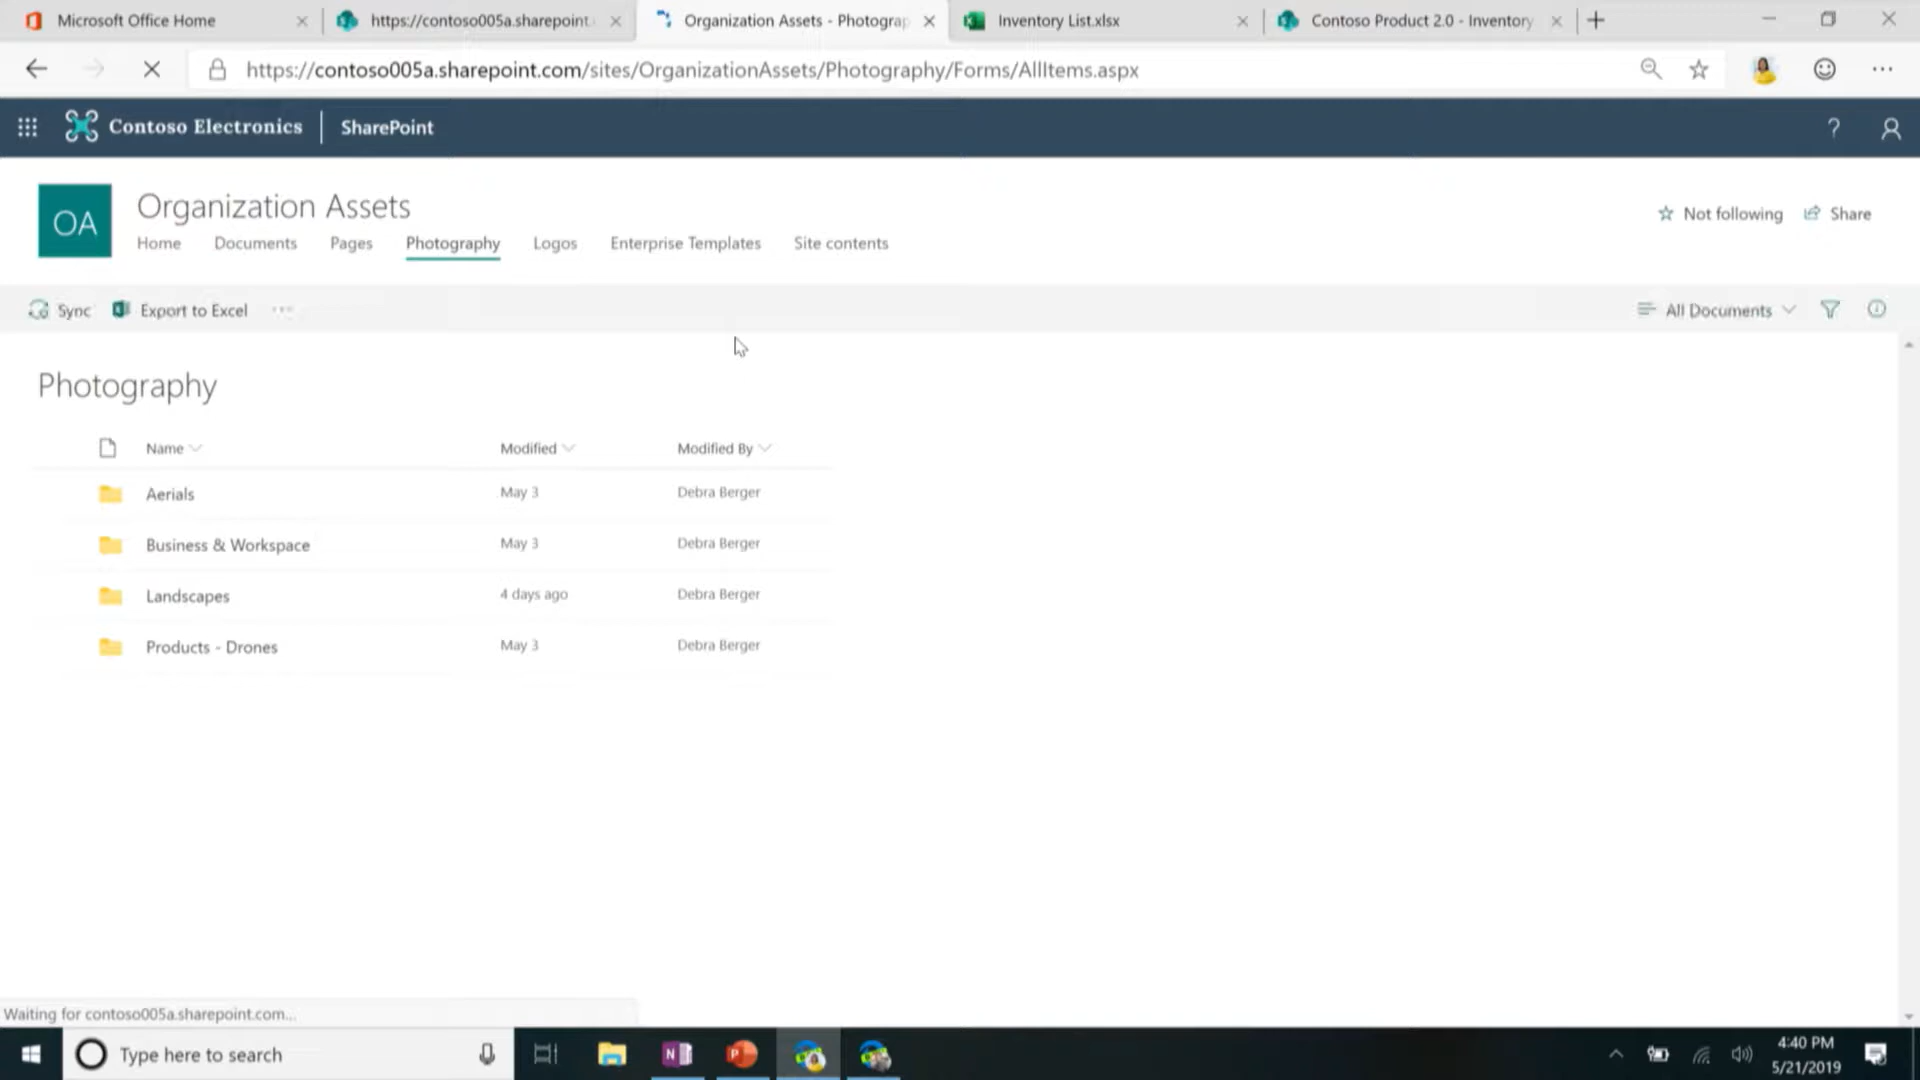 Microsoft Office Home
https://contoso005a.sharepoint.
Organization Assets - Photograp
Inventory List.xlsx
Contoso Product 2.0 - Inventory
https://contoso005a.sharepoint.com/sites/OrganizationAssets/Photography/Forms/AllItems.aspx
Contoso Electronics
SharePoint
?
OA
Organization Assets
Not following
Share
Home
Documents
Pages
Photography
Logos
Enterprise Templates
Site contents
Sync
Export to Excel
All Documents
Photography
Name
Modified
Modified By
Aerials
May 3
Debra Berger
Business & Workspace
May 3
Debra Berger
Landscapes
4 days ago
Debra Berger
Products - Drones
May 3
Debra Berger
Waiting for contoso005a.sharepoint.com...
Type here to search
4:40 PM
5/21/2019